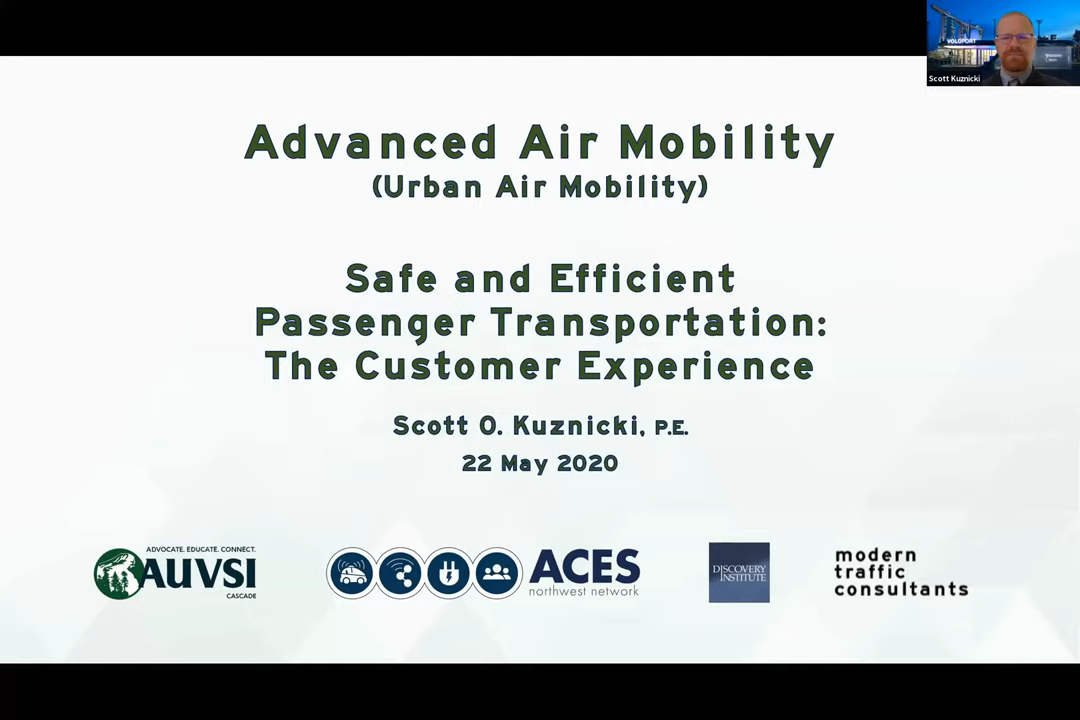 VOLOPORT
Scott Kuznicki
Advanced Air Mobility
(Urban Air Mobility)
Safe and Efficient
Passenger Transportation:
The Customer Experience
Scott O. Kuznicki, P.E.
22 May 2020
ADVOCATE. EDUCATE. CONNECT.
AUVSI
CASCADE
ACES
northwest network
DISCOVERY
INSTITUTE
modern
traffic
consultants